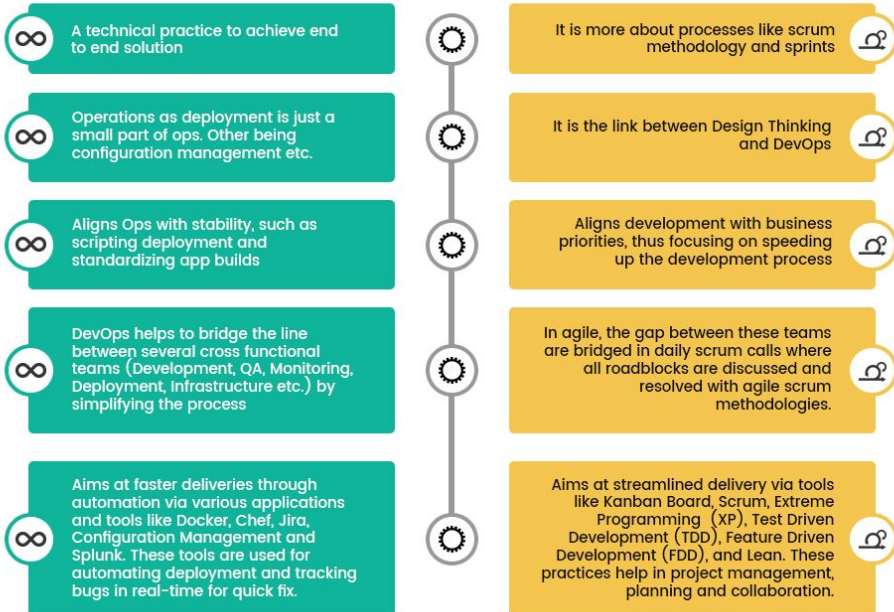 A technical practice to achieve end
to end solution
It is more about processes like scrum
methodology and sprints
Operations as deployment is just a
small part of ops. Other being
configuration management etc.
It is the link between Design Thinking
and DevOps
Aligns Ops with stability, such as
scripting deployment and
standardizing app builds
Aligns development with business
priorities, thus focusing on speeding
up the development process
DevOps helps to bridge the line
between several cross functional
teams (Development, QA, Monitoring,
Deployment, Infrastructure etc.) by
simplifying the process
In agile, the gap between these teams
are bridged in daily scrum calls where
all roadblocks are discussed and
resolved with agile scrum
methodologies.
Aims at faster deliveries through
automation via various applications
and tools like Docker, Chef, Jira,
Configuration Management and
Splunk. These tools are used for
automating deployment and tracking
bugs in real-time for quick fix.
Aims at streamlined delivery via tools
like Kanban Board, Scrum, Extreme
Programming (XP), Test Driven
Development (TDD), Feature Driven
Development (FDD), and Lean. These
practices help in project management,
planning and collaboration.